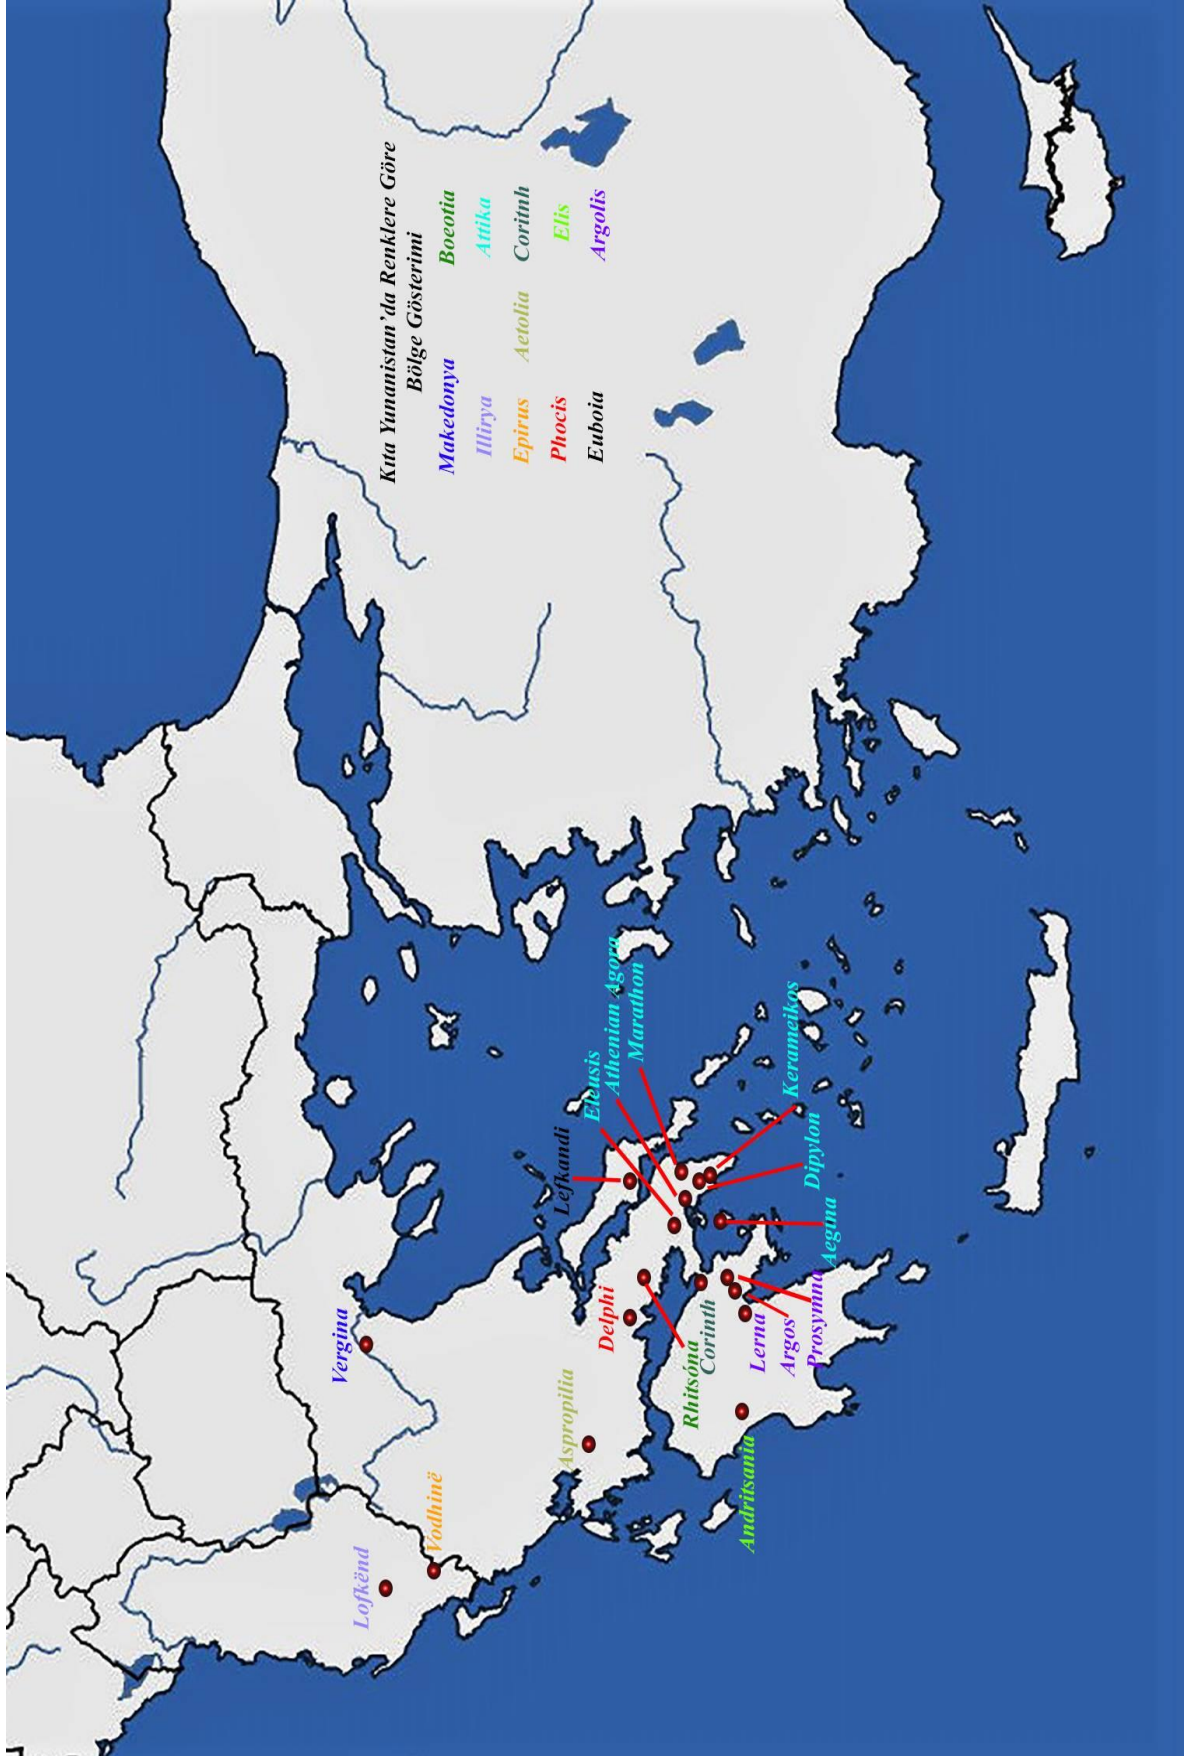 Kıta Yunanistan'da Renklere Göre
Bölge Gösterimi
Makedonya Boeotia
Illirya Attika
Epirus Aetolia Coritnh
Phocis Elis
Euboia Argolis
Vergina
Lofkënd
Vodhinë
Lefkandi
Aspropilia
Eleusis
Athenian Agora
Delphi
Marathon
Rhitsóna
Corinth
Andritsania
Lerna
Argos
Prosymna
Kerameikos
Dipylon
Aegina